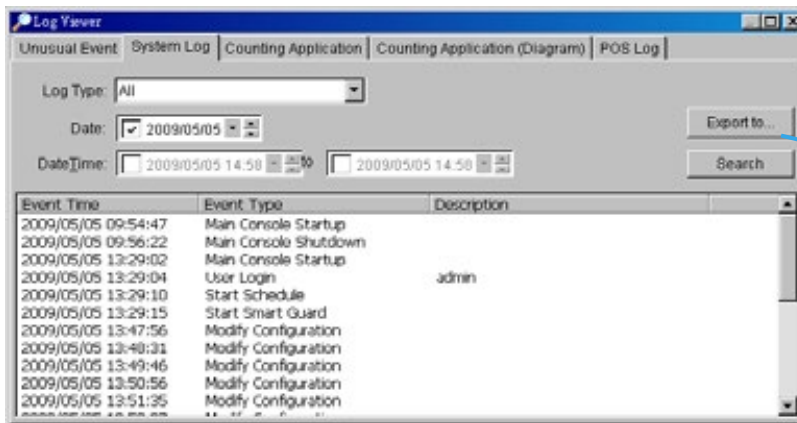 Log Viewer
Unusual Event System Log Counting Application Counting Application (Diagram) POS Log
Log Type: All
Date: 2009/05/05
DateTime: 2009/05/05 14:58 to 2009/05/05 14:58
Export to...
Search
Event Time Event Type Description
2009/05/05 09:54:47 Main Console Startup
2009/05/05 09:56:22 Main Console Shutdown
2009/05/05 13:29:02 Main Console Startup
2009/05/05 13:29:04 User Login admin
2009/05/05 13:29:10 Start Schedule
2009/05/05 13:29:15 Start Smart Guard
2009/05/05 13:47:56 Modify Configuration
2009/05/05 13:48:31 Modify Configuration
2009/05/05 13:49:46 Modify Configuration
2009/05/05 13:50:56 Modify Configuration
2009/05/05 13:51:35 Modify Configuration